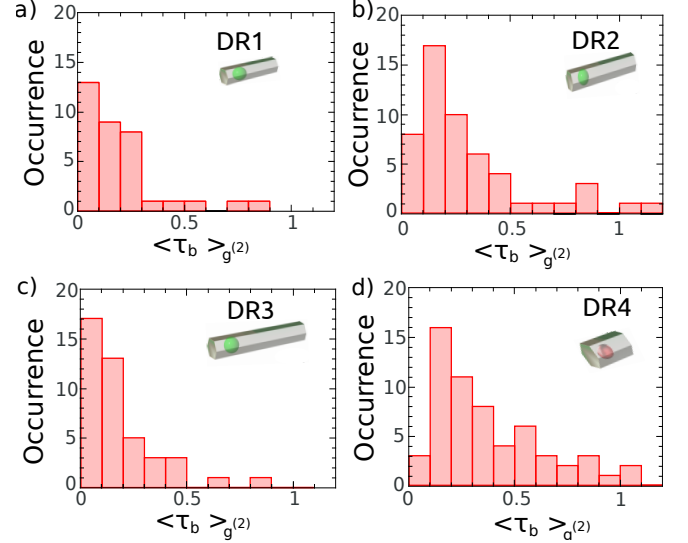 a)
DR1
Occurrence
20
15
10
5
0
0
0.5
1
<τb>g(2)
b)
DR2
Occurrence
20
15
10
5
0
0
0.5
1
<τb>g(2)
c)
DR3
Occurrence
20
15
10
5
0
0
0.5
1
<τb>g(2)
d)
DR4
Occurrence
20
15
10
5
0
0
0.5
1
<τb>g(2)